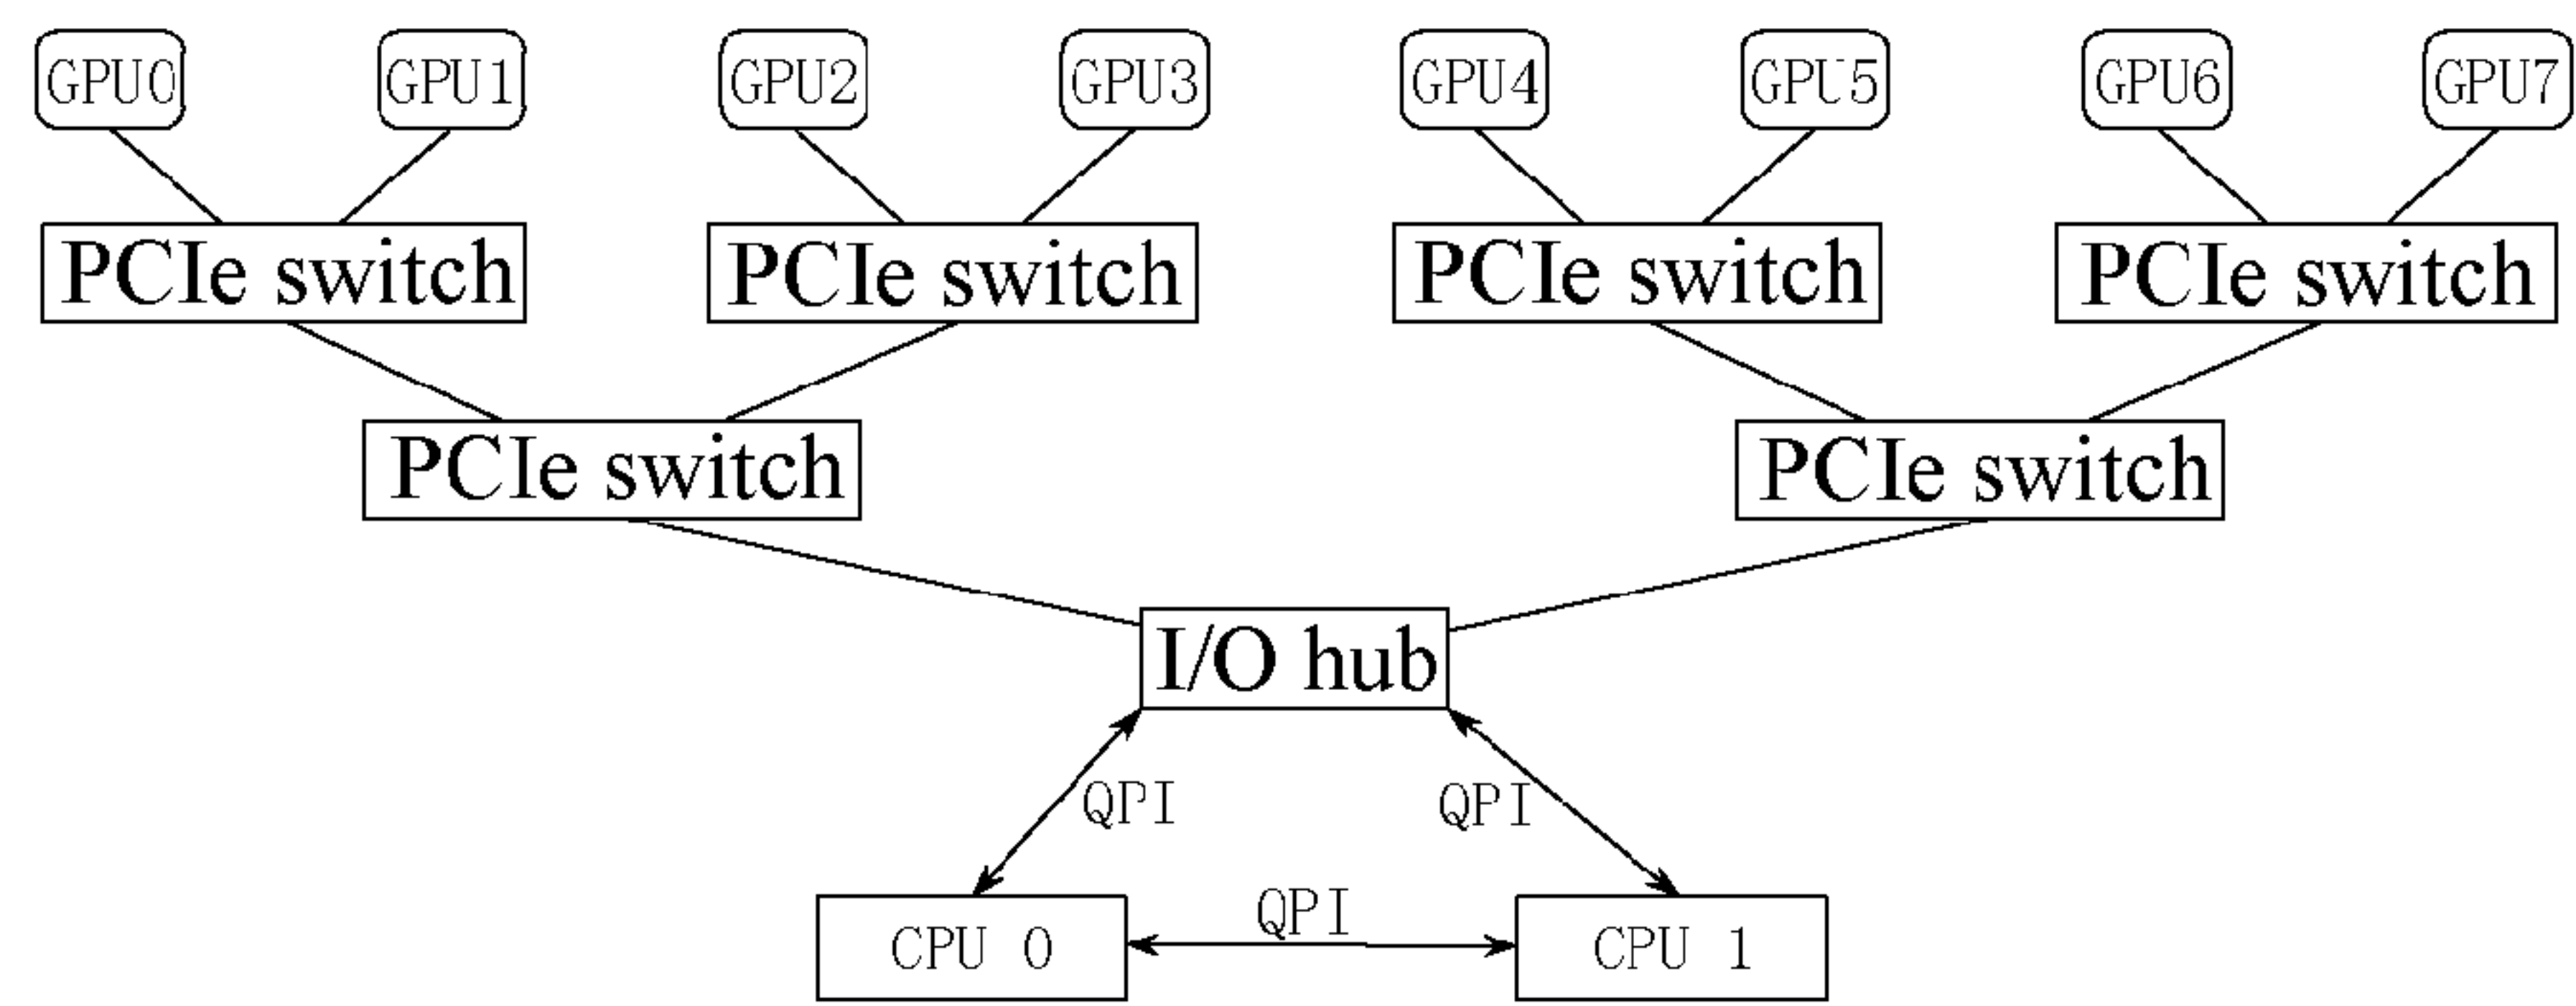 GPU0 GPU1 GPU2 GPU3 GPU4 GPU5 GPU6 GPU7
PCIe switch PCIe switch PCIe switch PCIe switch
PCIe switch PCIe switch
I/O hub
QPI QPI
QPI
CPU 0 CPU 1